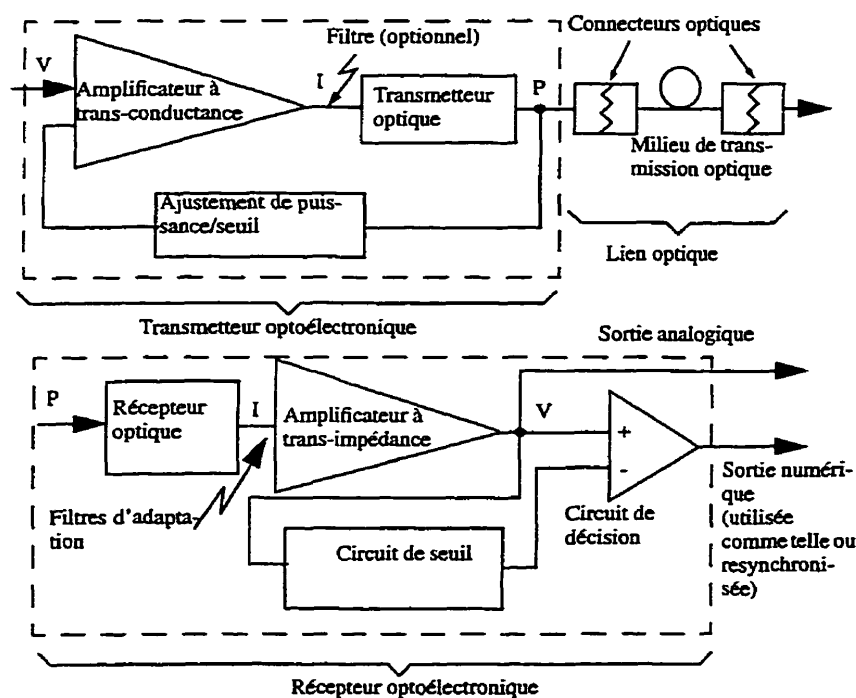 Connecteurs optiques
Filtre (optionnel)
V
Amplificateur à
trans-conductance
I
Transmetteur
optique
P
Milieu de trans-
mission optique
Ajustement de puis-
sance/seuil
Lien optique
Transmetteur optoélectronique
Sortie analogique
P
Récepteur
optique
I
Amplificateur à
trans-impédance
V
+
-
Filtres d'adapta-
tion
Circuit de seuil
Circuit de
décision
Sortie numéri-
que
(utilisée
comme telle ou
resynchroni-
sée)
Récepteur optoélectronique